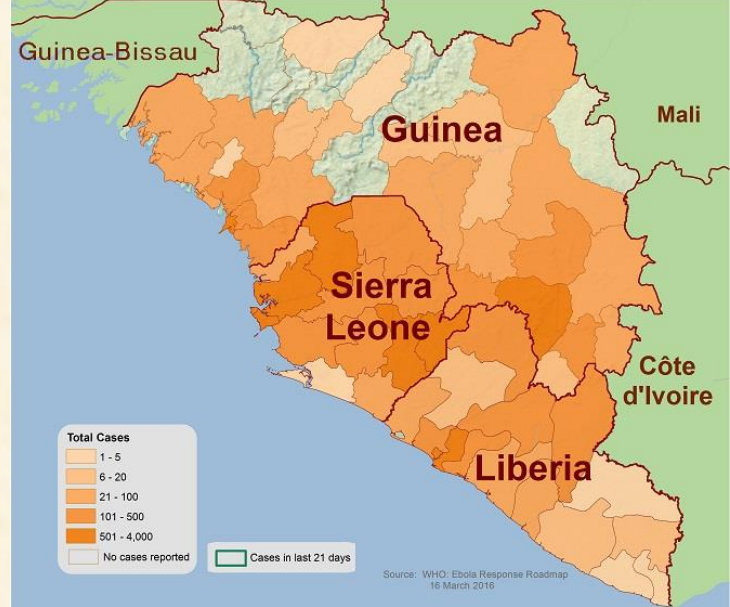 Guinea-Bissau
Mali
Guinea
Sierra
Leone
Côte
d'Ivoire
Liberia
Total Cases
1 - 5
6 - 20
21 - 100
101 - 500
501 - 4,000
No cases reported
Cases in last 21 days
Source: WHO: Ebola Response Roadmap
16 March 2016